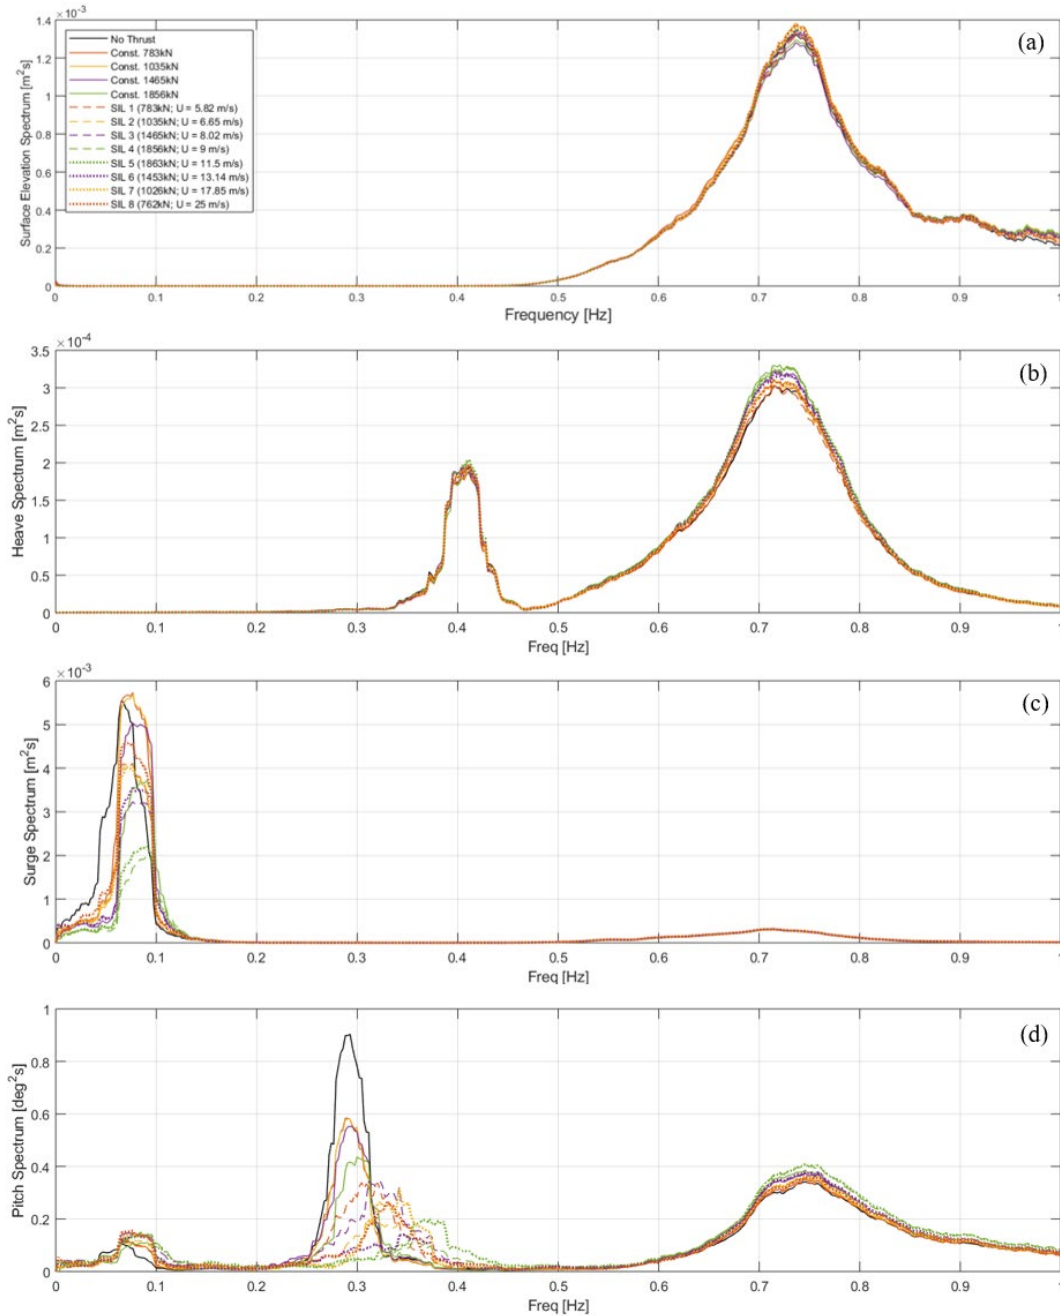 ×10⁻³
1.4
(a)
No Thrust
Const. 783kN
Const. 1035kN
Const. 1465kN
Const. 1856kN
SIL 1 (783kN; U = 5.82 m/s)
SIL 2 (1035kN; U = 6.65 m/s)
SIL 3 (1465kN; U = 8.02 m/s)
SIL 4 (1856kN; U = 9 m/s)
SIL 5 (1863kN; U = 11.5 m/s)
SIL 6 (1453kN; U = 13.14 m/s)
SIL 7 (1026kN; U = 17.85 m/s)
SIL 8 (762kN; U = 25 m/s)
1.2
1
0.8
0.6
0.4
0.2
0
Surface Elevation Spectrum [m²s]
0 0.1 0.2 0.3 0.4 0.5 0.6 0.7 0.8 0.9 1
Frequency [Hz]
×10⁻⁴
3.5
(b)
3
2.5
2
1.5
1
0.5
0
Heave Spectrum [m²s]
0 0.1 0.2 0.3 0.4 0.5 0.6 0.7 0.8 0.9 1
Freq [Hz]
×10⁻³
6
(c)
5
4
3
2
1
0
Surge Spectrum [m²s]
0 0.1 0.2 0.3 0.4 0.5 0.6 0.7 0.8 0.9 1
Freq [Hz]
1
(d)
0.8
0.6
0.4
0.2
0
Pitch Spectrum [deg²s]
0 0.1 0.2 0.3 0.4 0.5 0.6 0.7 0.8 0.9 1
Freq [Hz]